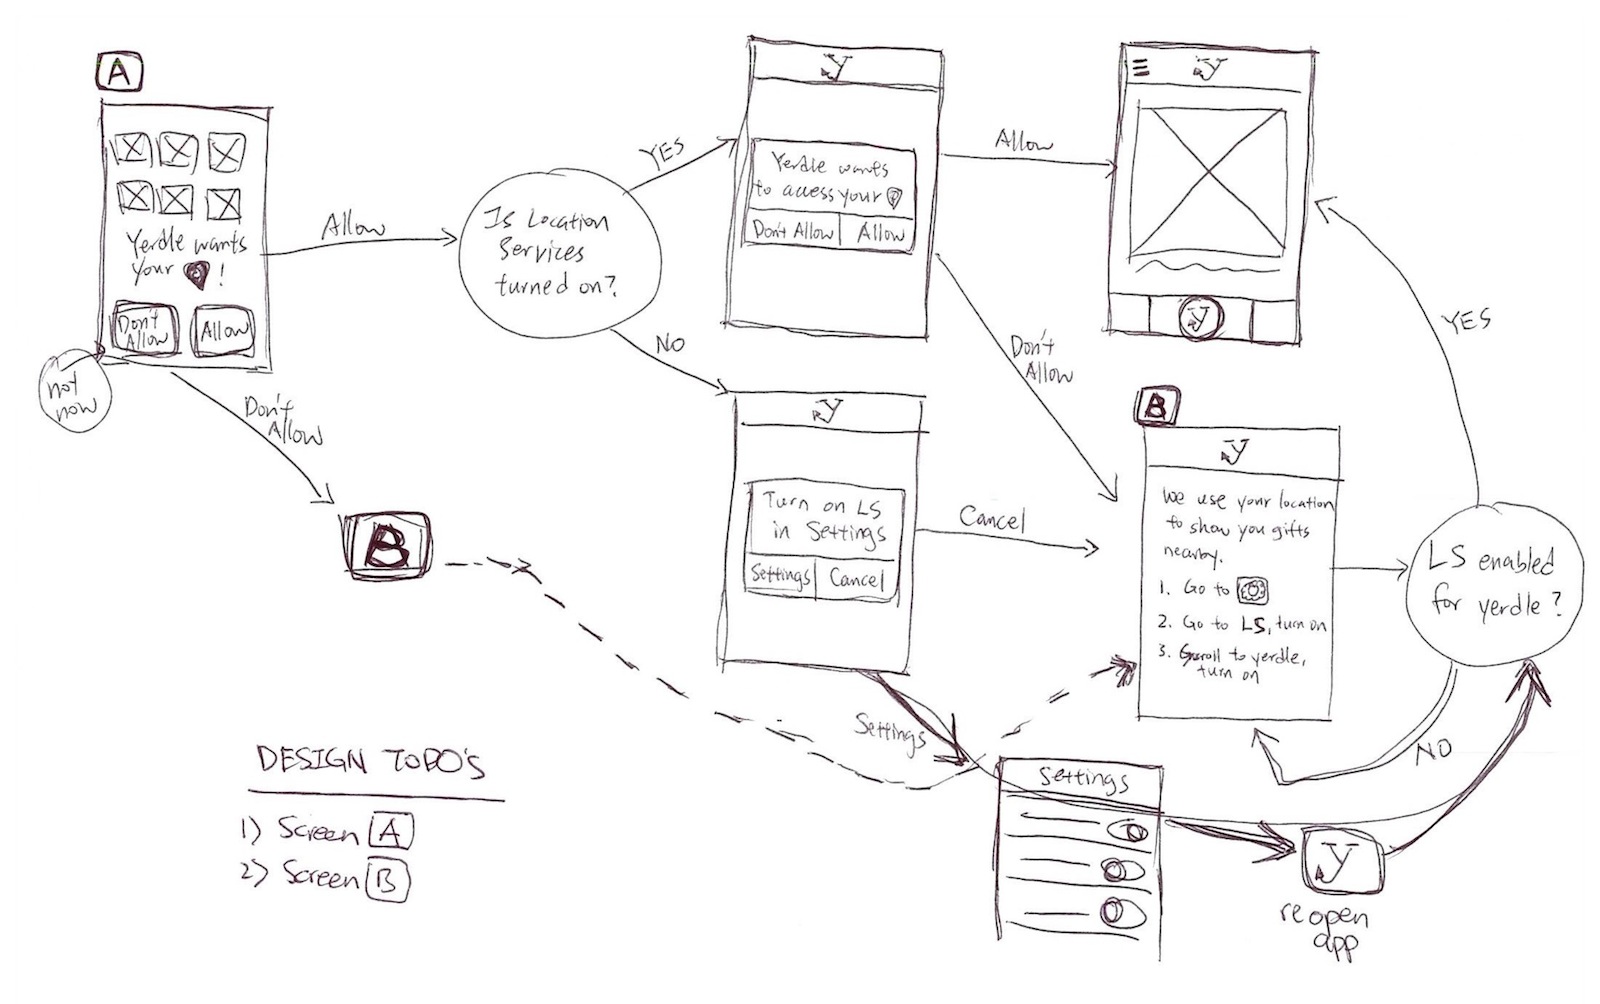 A
Yerdle wants
your !
Don't
Allow
Allow
not
now
Allow
Don't
Allow
B
Is Location
Services
turned on?
YES
NO
y
Yerdle wants
to access your
Don't Allow
Allow
Allow
Don't
Allow
y
y
y
Turn on LS
in Settings
Settings
Cancel
Cancel
Settings
B
y
We use your location
to show you gifts
nearby.
1. Go to
2. Go to LS, turn on
3. Scroll to yerdle,
turn on
LS enabled
for yerdle?
YES
NO
Settings
y
reopen
app
DESIGN TODO'S
1) Screen A
2) Screen B